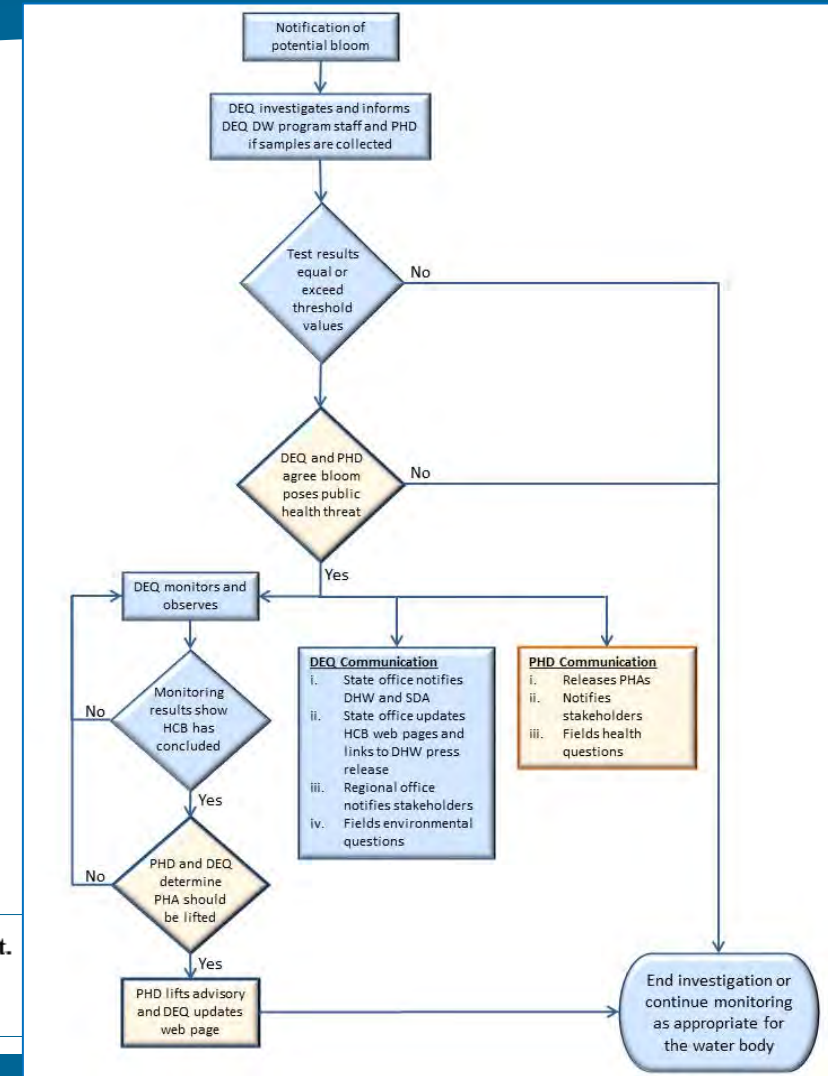 Notification of
potential bloom
DEQ investigates and informs
DEQ DW program staff and PHD
if samples are collected
Test results
equal or
exceed
threshold
values
No
DEQ and PHD
agree bloom
poses public
health threat
No
Yes
DEQ monitors and
observes
DEQ Communication
i. State office notifies
DHW and SDA
ii. State office updates
HCB web pages and
links to DHW press
release
iii. Regional office
notifies stakeholders
iv. Fields environmental
questions
PHD Communication
i. Releases PHAs
ii. Notifies
stakeholders
iii. Fields health
questions
Monitoring
results show
HCB has
concluded
No
Yes
PHD and DEQ
determine
PHA should
be lifted
No
Yes
PHD lifts advisory
and DEQ updates
web page
End investigation or
continue monitoring
as appropriate for
the water body
t.